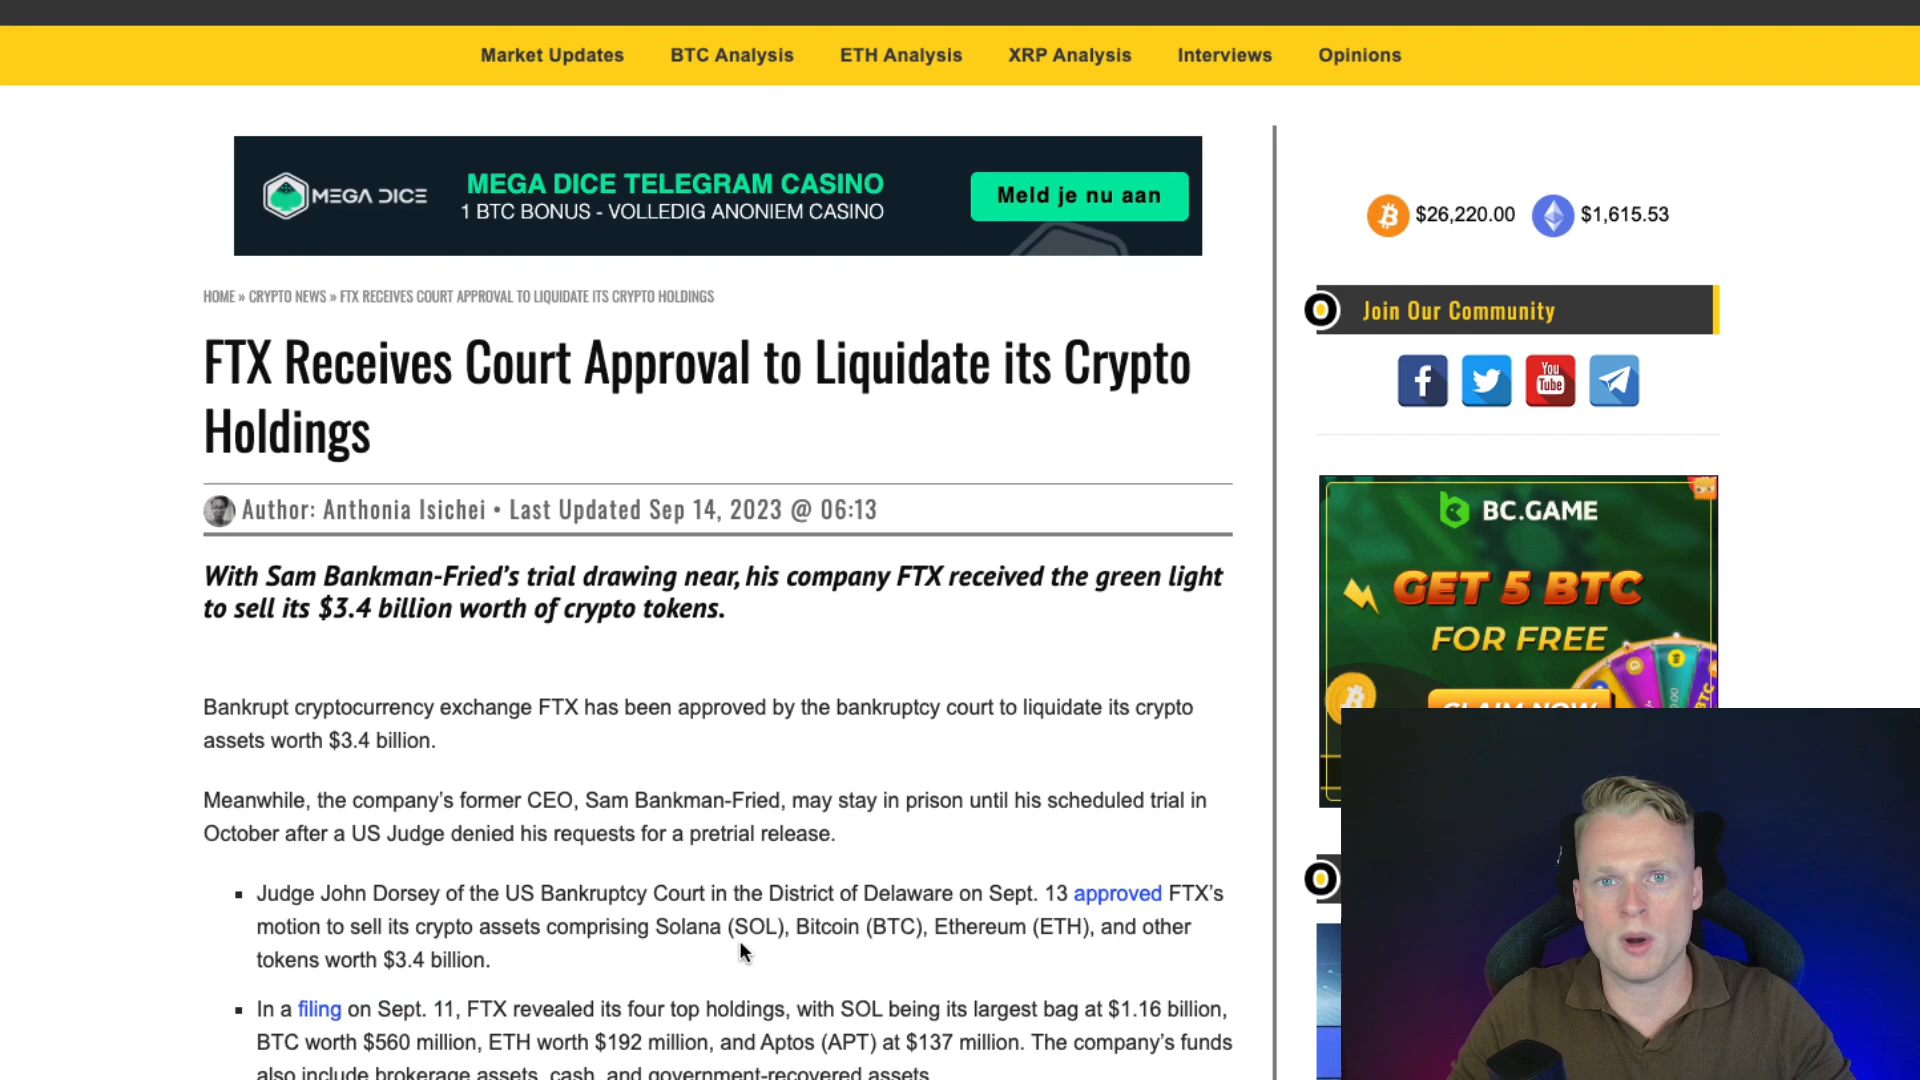 Market Updates BTC Analysis ETH Analysis XRP Analysis Interviews Opinions
MEGA DICE
MEGA DICE TELEGRAM CASINO
1 BTC BONUS - VOLLEDIG ANONIEM CASINO
Meld je nu aan
$26,220.00 $1,615.53
HOME » CRYPTO NEWS » FTX RECEIVES COURT APPROVAL TO LIQUIDATE ITS CRYPTO HOLDINGS
FTX Receives Court Approval to Liquidate its Crypto
Holdings
Author: Anthonia Isichei • Last Updated Sep 14, 2023 @ 06:13
With Sam Bankman-Fried's trial drawing near, his company FTX received the green light
to sell its $3.4 billion worth of crypto tokens.
Bankrupt cryptocurrency exchange FTX has been approved by the bankruptcy court to liquidate its crypto
assets worth $3.4 billion.
Meanwhile, the company's former CEO, Sam Bankman-Fried, may stay in prison until his scheduled trial in
October after a US Judge denied his requests for a pretrial release.
▪ Judge John Dorsey of the US Bankruptcy Court in the District of Delaware on Sept. 13 approved FTX's
motion to sell its crypto assets comprising Solana (SOL), Bitcoin (BTC), Ethereum (ETH), and other
tokens worth $3.4 billion.
▪ In a filing on Sept. 11, FTX revealed its four top holdings, with SOL being its largest bag at $1.16 billion,
BTC worth $560 million, ETH worth $192 million, and Aptos (APT) at $137 million. The company's funds
also include brokerage assets, cash, and government-recovered assets
Join Our Community
You
Tube
BC.GAME
GET 5 BTC
FOR FREE
CLAIM NOW